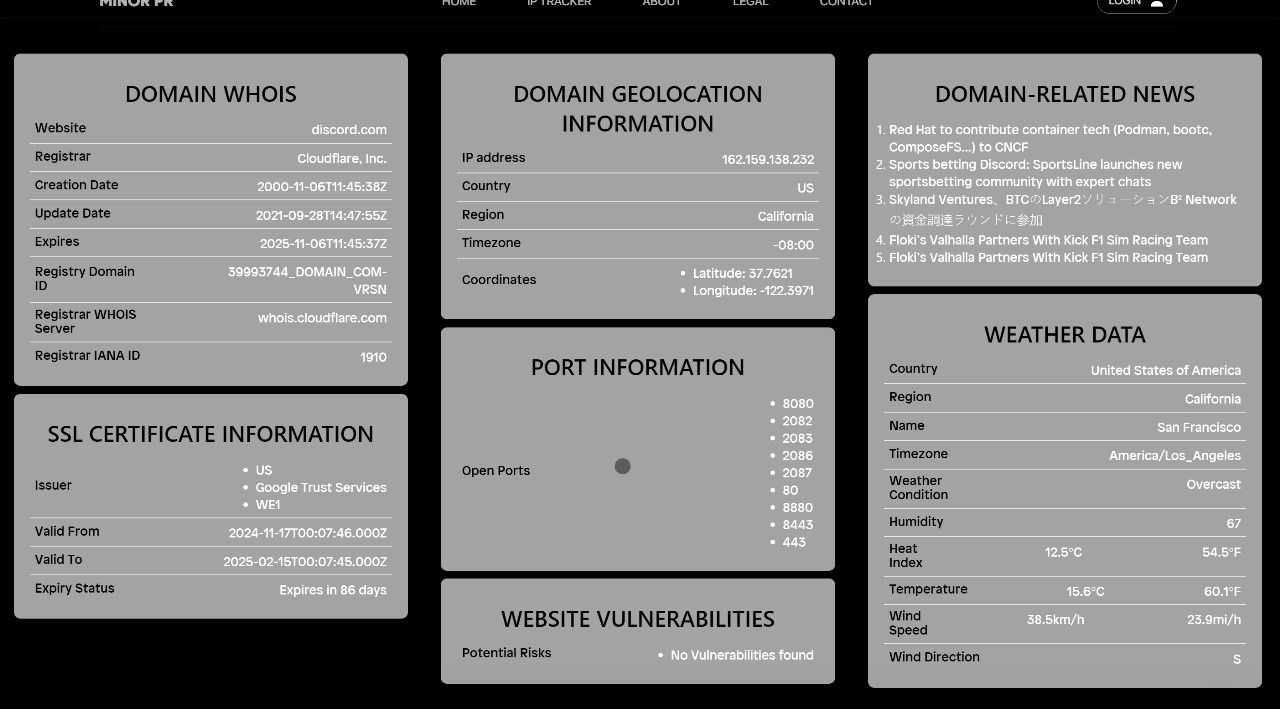 MINOR PR
HOME
IP TRACKER
ABOUT
LEGAL
CONTACT
LOGIN
DOMAIN WHOIS
Website discord.com
Registrar Cloudflare, Inc.
Creation Date 2000-11-06T11:45:38Z
Update Date 2021-09-28T14:47:55Z
Expires 2025-11-06T11:45:37Z
Registry Domain
ID
39993744_DOMAIN_COM-
VRSN
Registrar WHOIS
Server
whois.cloudflare.com
Registrar IANA ID 1910
SSL CERTIFICATE INFORMATION
Issuer
• US
• Google Trust Services
• WE1
Valid From 2024-11-17T00:07:46.000Z
Valid To 2025-02-15T00:07:45.000Z
Expiry Status Expires in 86 days
DOMAIN GEOLOCATION
INFORMATION
IP address 162.159.138.232
Country US
Region California
Timezone -08:00
Coordinates
• Latitude: 37.7621
• Longitude: -122.3971
PORT INFORMATION
Open Ports
• 8080
• 2082
• 2083
• 2086
• 2087
• 80
• 8880
• 8443
• 443
WEBSITE VULNERABILITIES
Potential Risks • No Vulnerabilities found
DOMAIN-RELATED NEWS
1. Red Hat to contribute container tech (Podman, bootc,
ComposeFS...) to CNCF
2. Sports betting Discord: SportsLine launches new
sportsbetting community with expert chats
3. Skyland Ventures、BTCのLayer2ソリューションB² Network
の資金調達ラウンドに参加
4. Floki's Valhalla Partners With Kick F1 Sim Racing Team
5. Floki's Valhalla Partners With Kick F1 Sim Racing Team
WEATHER DATA
Country United States of America
Region California
Name San Francisco
Timezone America/Los_Angeles
Weather
Condition
Overcast
Humidity 67
Heat
Index
12.5°C 54.5°F
Temperature 15.6°C 60.1°F
Wind
Speed
38.5km/h 23.9mi/h
Wind Direction S